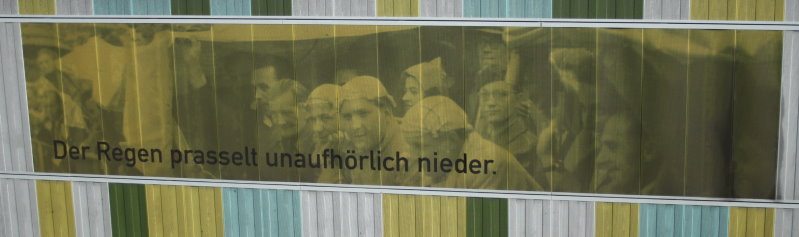 Der Regen prasselt unaufhörlich nieder.